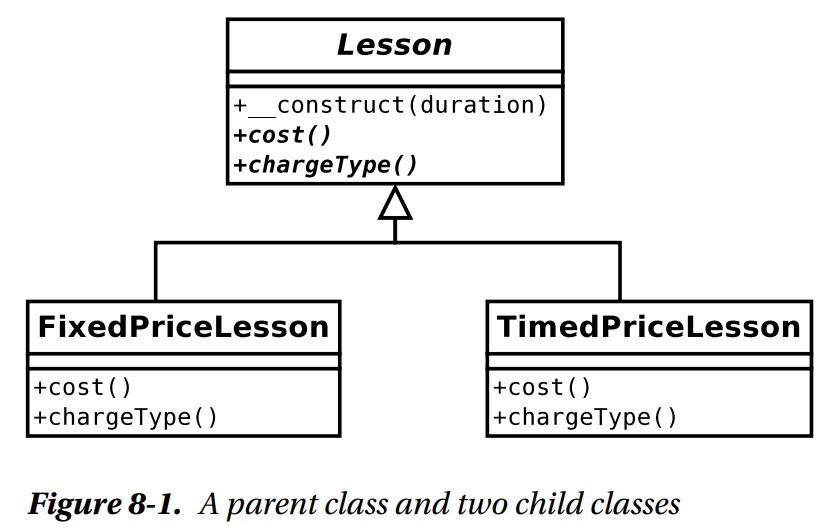 Lesson
+__construct(duration)
+cost()
+chargeType()
FixedPriceLesson
+cost()
+chargeType()
TimedPriceLesson
+cost()
+chargeType()
Figure 8-1. A parent class and two child classes